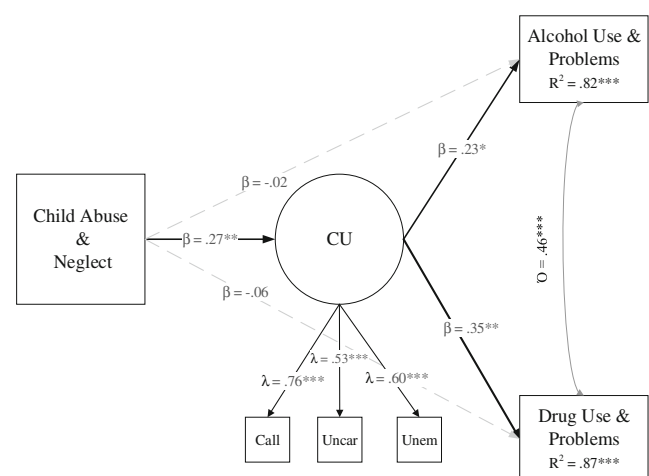 Alcohol Use &
Problems
R² = .82***
β = -.02
β = .23*
Child Abuse
&
Neglect
β = .27**
CU
Ό = .46***
β = -.06
β = .35**
λ = .76***
λ = .53***
λ = .60***
Call
Uncar
Unem
Drug Use &
Problems
R² = .87***